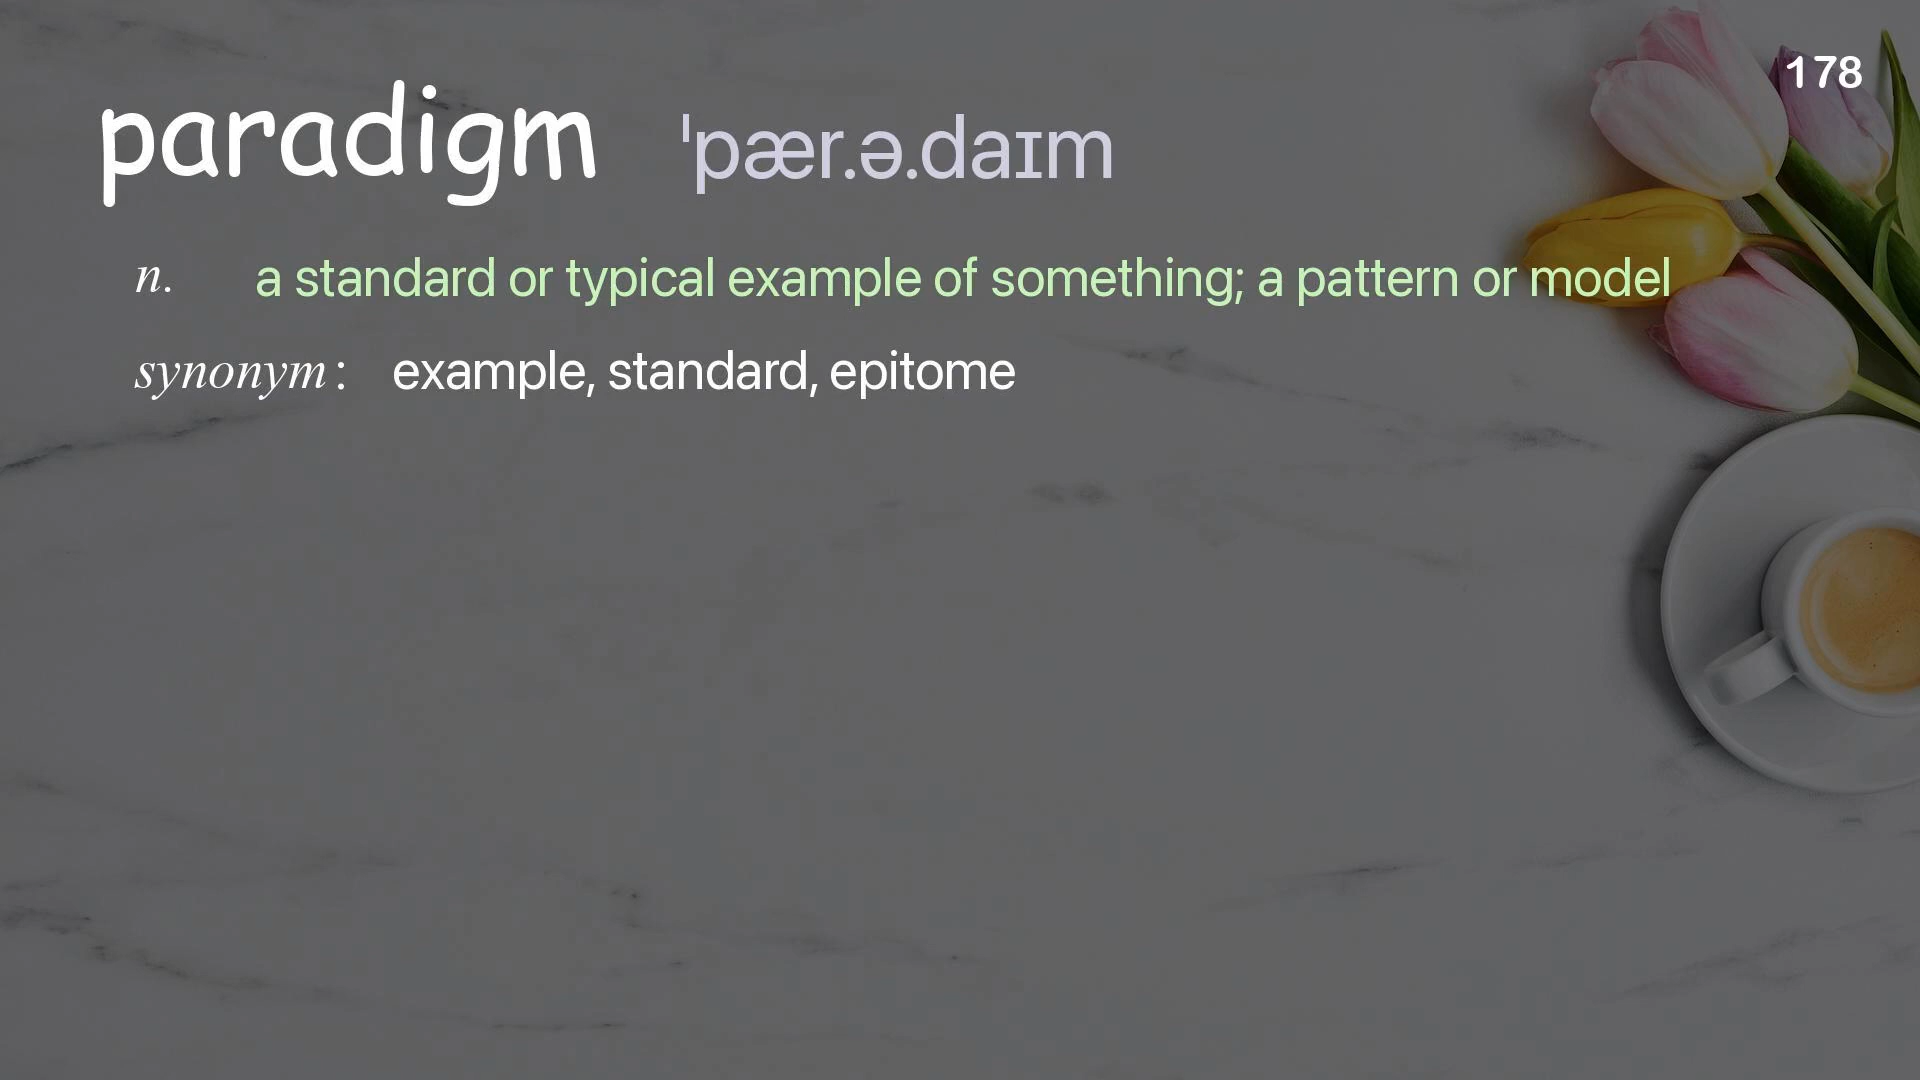 178
paradigm ˈpær.ə.daɪm
n. a standard or typical example of something; a pattern or model
synonym : example, standard, epitome